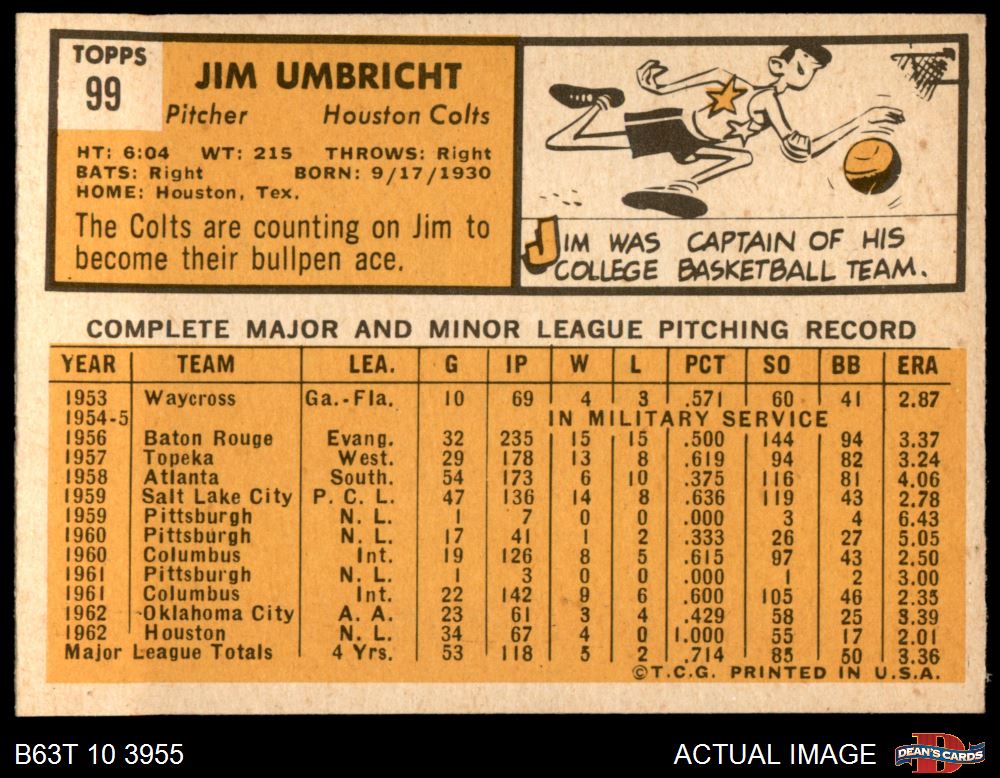 TOPPS
99
JIM UMBRICHT
Pitcher Houston Colts
HT: 6:04 WT: 215 THROWS: Right
BATS: Right BORN: 9/17/1930
HOME: Houston, Tex.
The Colts are counting on Jim to
become their bullpen ace.
JIM WAS CAPTAIN OF HIS
COLLEGE BASKETBALL TEAM.
COMPLETE MAJOR AND MINOR LEAGUE PITCHING RECORD
YEAR TEAM LEA. G IP W L PCT SO BB ERA
1953 Waycross Ga.-Fla. 10 69 4 3 .571 60 41 2.87
1954-5 IN MILITARY SERVICE
1956 Baton Rouge Evang. 32 235 15 15 .500 144 94 3.37
1957 Topeka West. 29 178 13 8 .619 94 82 3.24
1958 Atlanta South. 54 173 6 10 .375 116 81 4.06
1959 Salt Lake City P. C. L. 47 136 14 8 .636 119 43 2.78
1959 Pittsburgh N. L. 1 7 0 0 .000 3 4 6.43
1960 Pittsburgh N. L. 17 41 1 2 .333 26 27 5.05
1960 Columbus Int. 19 126 8 5 .615 97 43 2.50
1961 Pittsburgh N. L. 1 3 0 0 .000 1 2 3.00
1961 Columbus Int. 22 142 9 6 .600 105 46 2.35
1962 Oklahoma City A. A. 23 61 3 4 .429 58 25 3.39
1962 Houston N. L. 34 67 4 0 1.000 55 17 2.01
Major League Totals 4 Yrs. 53 118 5 2 .714 85 50 3.36
©T.C.G. PRINTED IN U.S.A.
B63T 10 3955 ACTUAL IMAGE DEAN'S CARDS